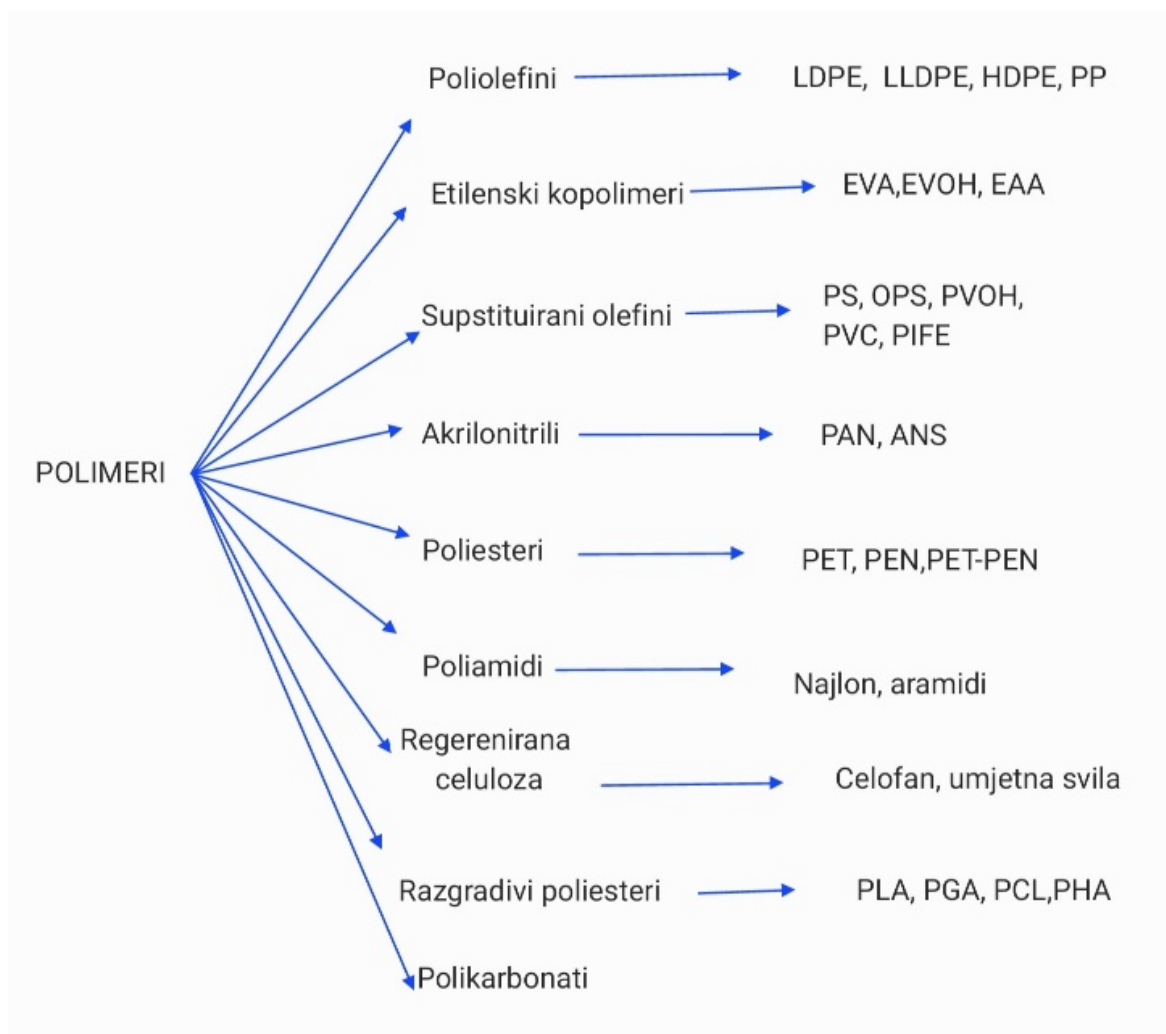 Poliolefini LDPE, LLDPE, HDPE, PP
Etilenski kopolimeri EVA,EVOH, EAA
Supstituirani olefini PS, OPS, PVOH,
PVC, PIFE
Akrilonitrili PAN, ANS
POLIMERI
Poliesteri PET, PEN,PET-PEN
Poliamidi Najlon, aramidi
Regerenirana
celuloza Celofan, umjetna svila
Razgradivi poliesteri PLA, PGA, PCL,PHA
Polikarbonati